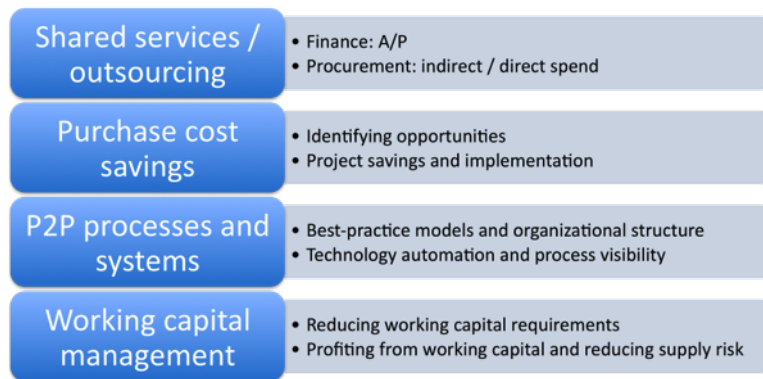 Shared services /
outsourcing
• Finance: A/P
• Procurement: indirect / direct spend
Purchase cost
savings
• Identifying opportunities
• Project savings and implementation
P2P processes and
systems
• Best-practice models and organizational structure
• Technology automation and process visibility
Working capital
management
• Reducing working capital requirements
• Profiting from working capital and reducing supply risk